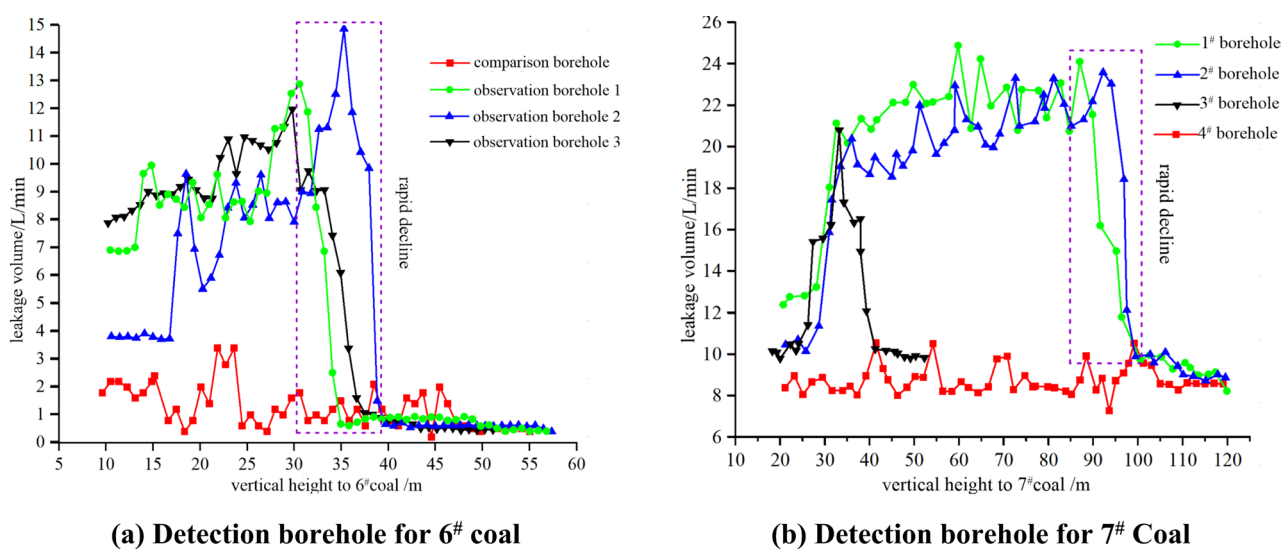 15
14
13
12
11
10
9
8
7
6
5
4
3
2
1
0
leakage volume/L/min
comparison borehole
observation borehole 1
observation borehole 2
observation borehole 3
rapid decline
5 10 15 20 25 30 35 40 45 50 55 60
vertical height to 6#coal /m
(a) Detection borehole for 6# coal
26
24
22
20
18
16
14
12
10
8
6
leakage volume/L/min
1# borehole
2# borehole
3# borehole
4# borehole
rapid decline
10 20 30 40 50 60 70 80 90 100 110 120
vertical height to 7#coal/m
(b) Detection borehole for 7# Coal